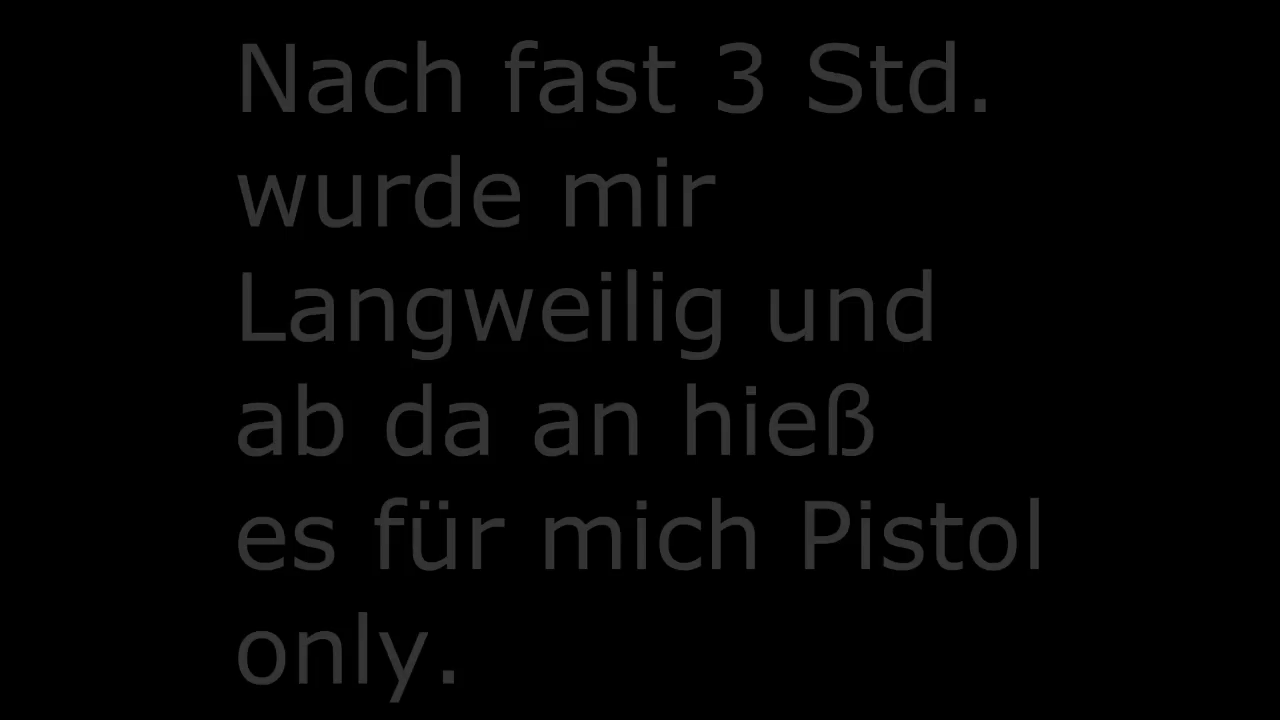 Nach fast 3 Std.
wurde mir
Langweilig und
ab da an hieß
es für mich Pistol
only.